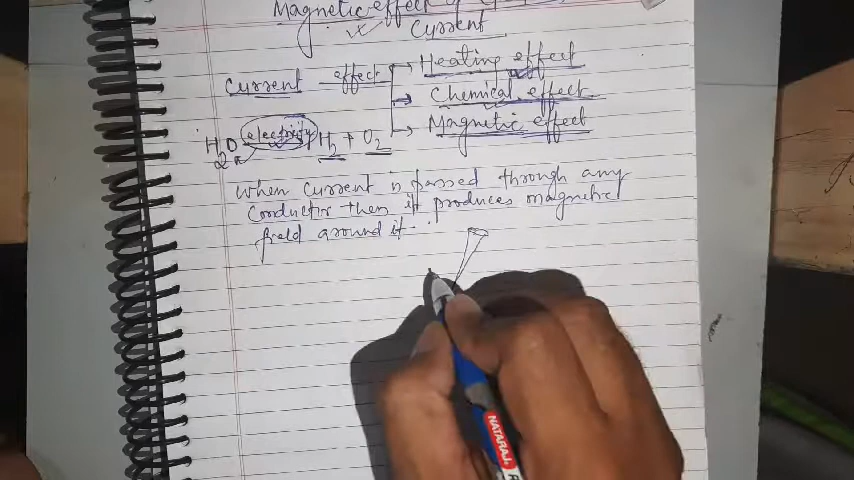 Magnetic effect of
Current
Current effect
Heating effect
Chemical effect
Magnetic effect
H2O electricity H2 + O2
When current is passed through any
Conductor then it produces magnetic
field around it.
NATARAJ